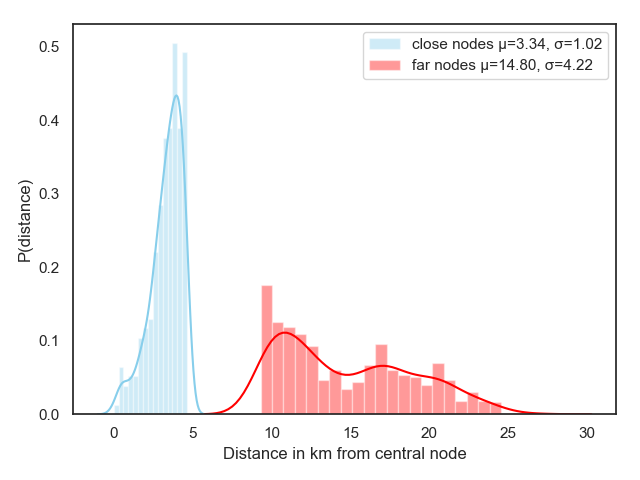 close nodes μ=3.34, σ=1.02
far nodes μ=14.80, σ=4.22
P(distance)
0.5
0.4
0.3
0.2
0.1
0.0
0 5 10 15 20 25 30
Distance in km from central node